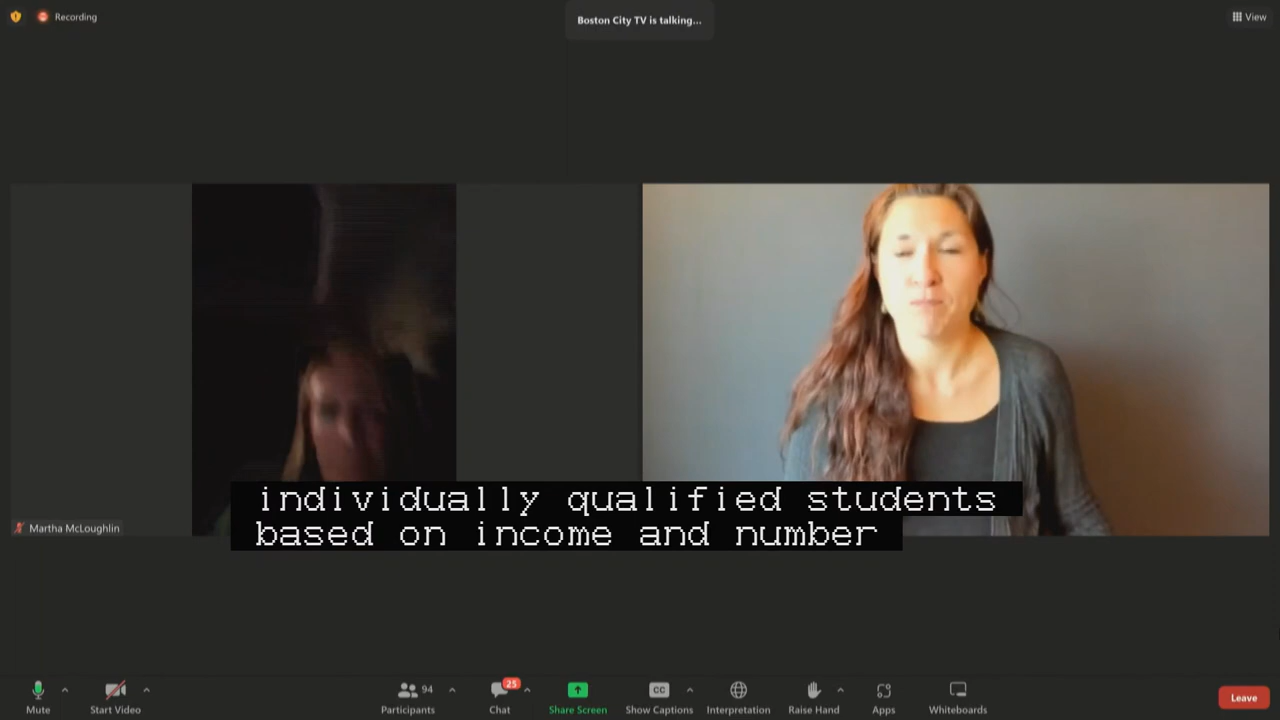 Recording
Boston City TV is talking...
View
individually qualified students
based on income and number
Martha McLoughlin
94
25
CC
Mute
Start Video
Participants
Chat
Share Screen
Show Captions
Interpretation
Raise Hand
Apps
Whiteboards
Leave